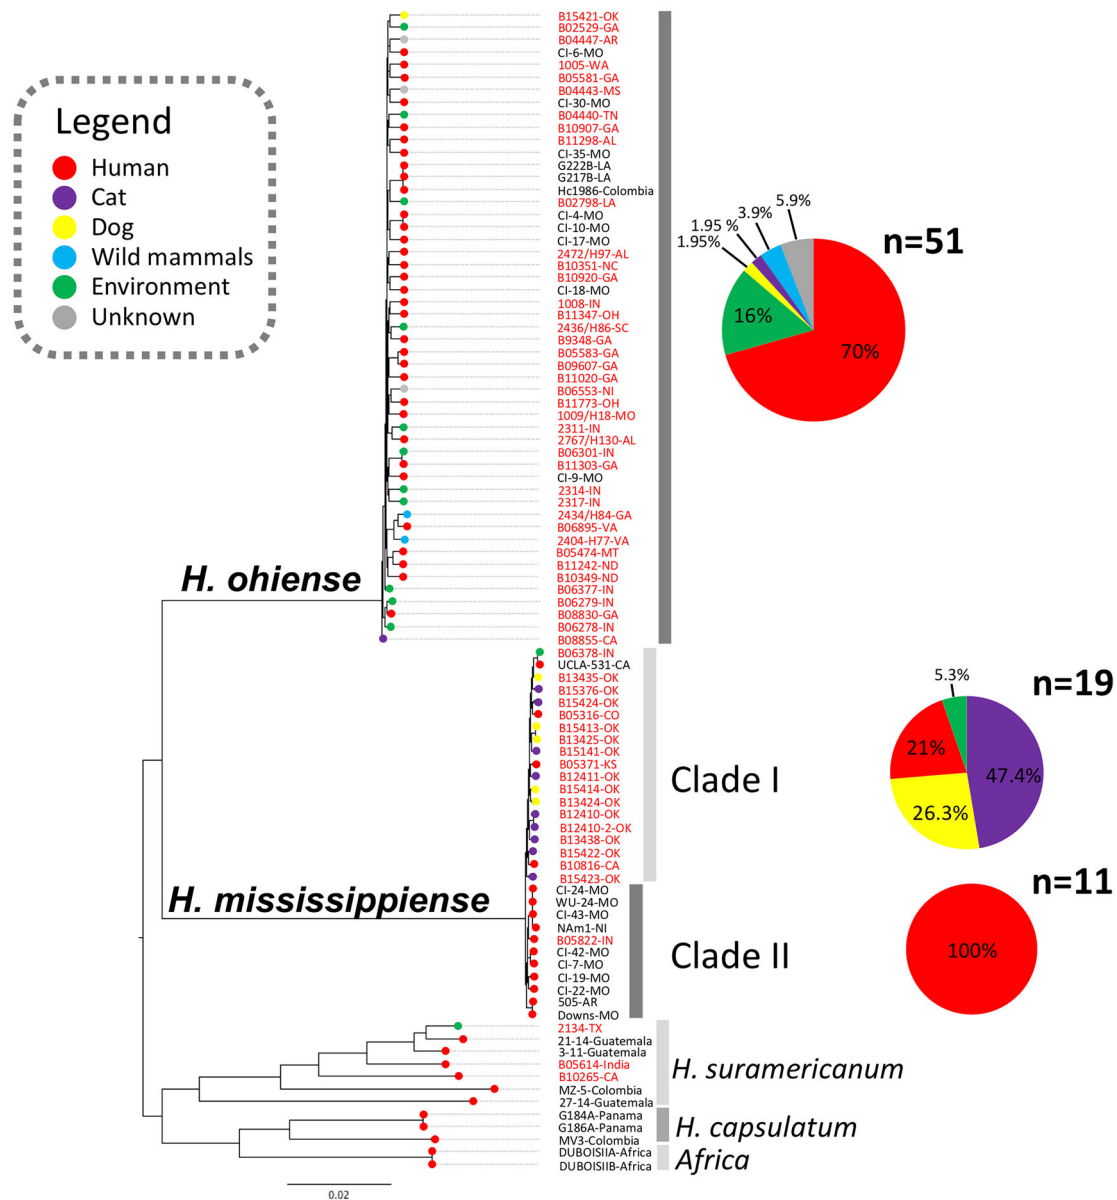 Legend
Human
Cat
Dog
Wild mammals
Environment
Unknown
B15421-OK
B02529-GA
B04447-AR
CI-6-MO
1005-WA
B05581-GA
B04443-MS
CI-30-MO
B04440-TN
B10907-GA
B11298-AL
CI-35-MO
G222B-LA
G217B-LA
Hc1986-Colombia
B02798-LA
CI-4-MO
CI-10-MO
CI-17-MO
2472/H97-AL
B10351-NC
B10920-GA
CI-18-MO
1008-IN
B11347-OH
2436/H86-SC
B9348-GA
B05583-GA
B09607-GA
B11020-GA
B06553-NI
B11773-OH
1009/H18-MO
2311-IN
2767/H130-AL
B06301-IN
B11303-GA
CI-9-MO
2314-IN
2317-IN
2434/H84-GA
B06895-VA
2404-H77-VA
B05474-MT
B11242-ND
B10349-ND
B06377-IN
B06279-IN
B08830-GA
B06278-IN
B08855-CA
H. ohiense
n=51
1.95%
1.95 %
3.9%
5.9%
16%
70%
B06378-IN
UCLA-531-CA
B13435-OK
B15376-OK
B15424-OK
B05316-CO
B15413-OK
B13425-OK
B15141-OK
B05371-KS
B12411-OK
B15414-OK
B13424-OK
B12410-OK
B12410-2-OK
B13438-OK
B15422-OK
B10816-CA
B15423-OK
Clade I
n=19
5.3%
21%
47.4%
26.3%
H. mississippiense
CI-24-MO
WU-24-MO
CI-43-MO
NAm1-NI
B05822-IN
CI-42-MO
CI-7-MO
CI-19-MO
CI-22-MO
505-AR
Downs-MO
Clade II
n=11
100%
2134-TX
21-14-Guatemala
3-11-Guatemala
B05614-India
B10265-CA
MZ-5-Colombia
27-14-Guatemala
H. suramericanum
G184A-Panama
G186A-Panama
MV3-Colombia
H. capsulatum
DUBOISIIA-Africa
DUBOISIIB-Africa
Africa
0.02